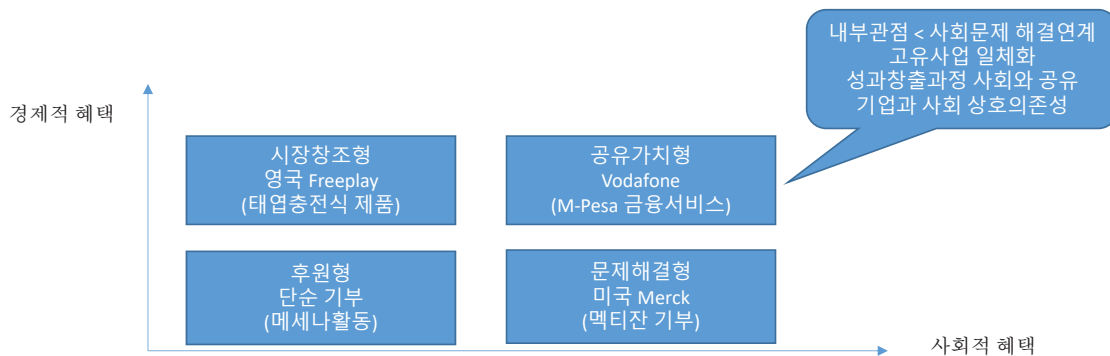 내부관점 < 사회문제 해결연계
고유사업 일체화
성과창출과정 사회와 공유
기업과 사회 상호의존성
경제적 혜택
시장창조형
영국 Freeplay
(태엽충전식 제품)
공유가치형
Vodafone
(M-Pesa 금융서비스)
후원형
단순 기부
(메세나활동)
문제해결형
미국 Merck
(멕티잔 기부)
사회적 혜택